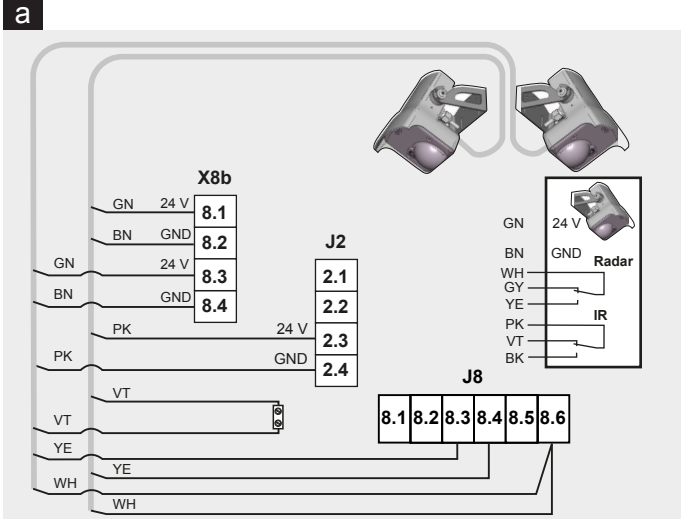 a
X8b
GN 24 V 8.1
BN GND 8.2
GN 24 V 8.3
BN GND 8.4
J2
2.1
2.2
PK 24 V 2.3
PK GND 2.4
VT
VT
YE
YE
WH
WH
J8
8.1 8.2 8.3 8.4 8.5 8.6
GN 24 V
BN GND
Radar
WH
GY
YE
IR
PK
VT
BK